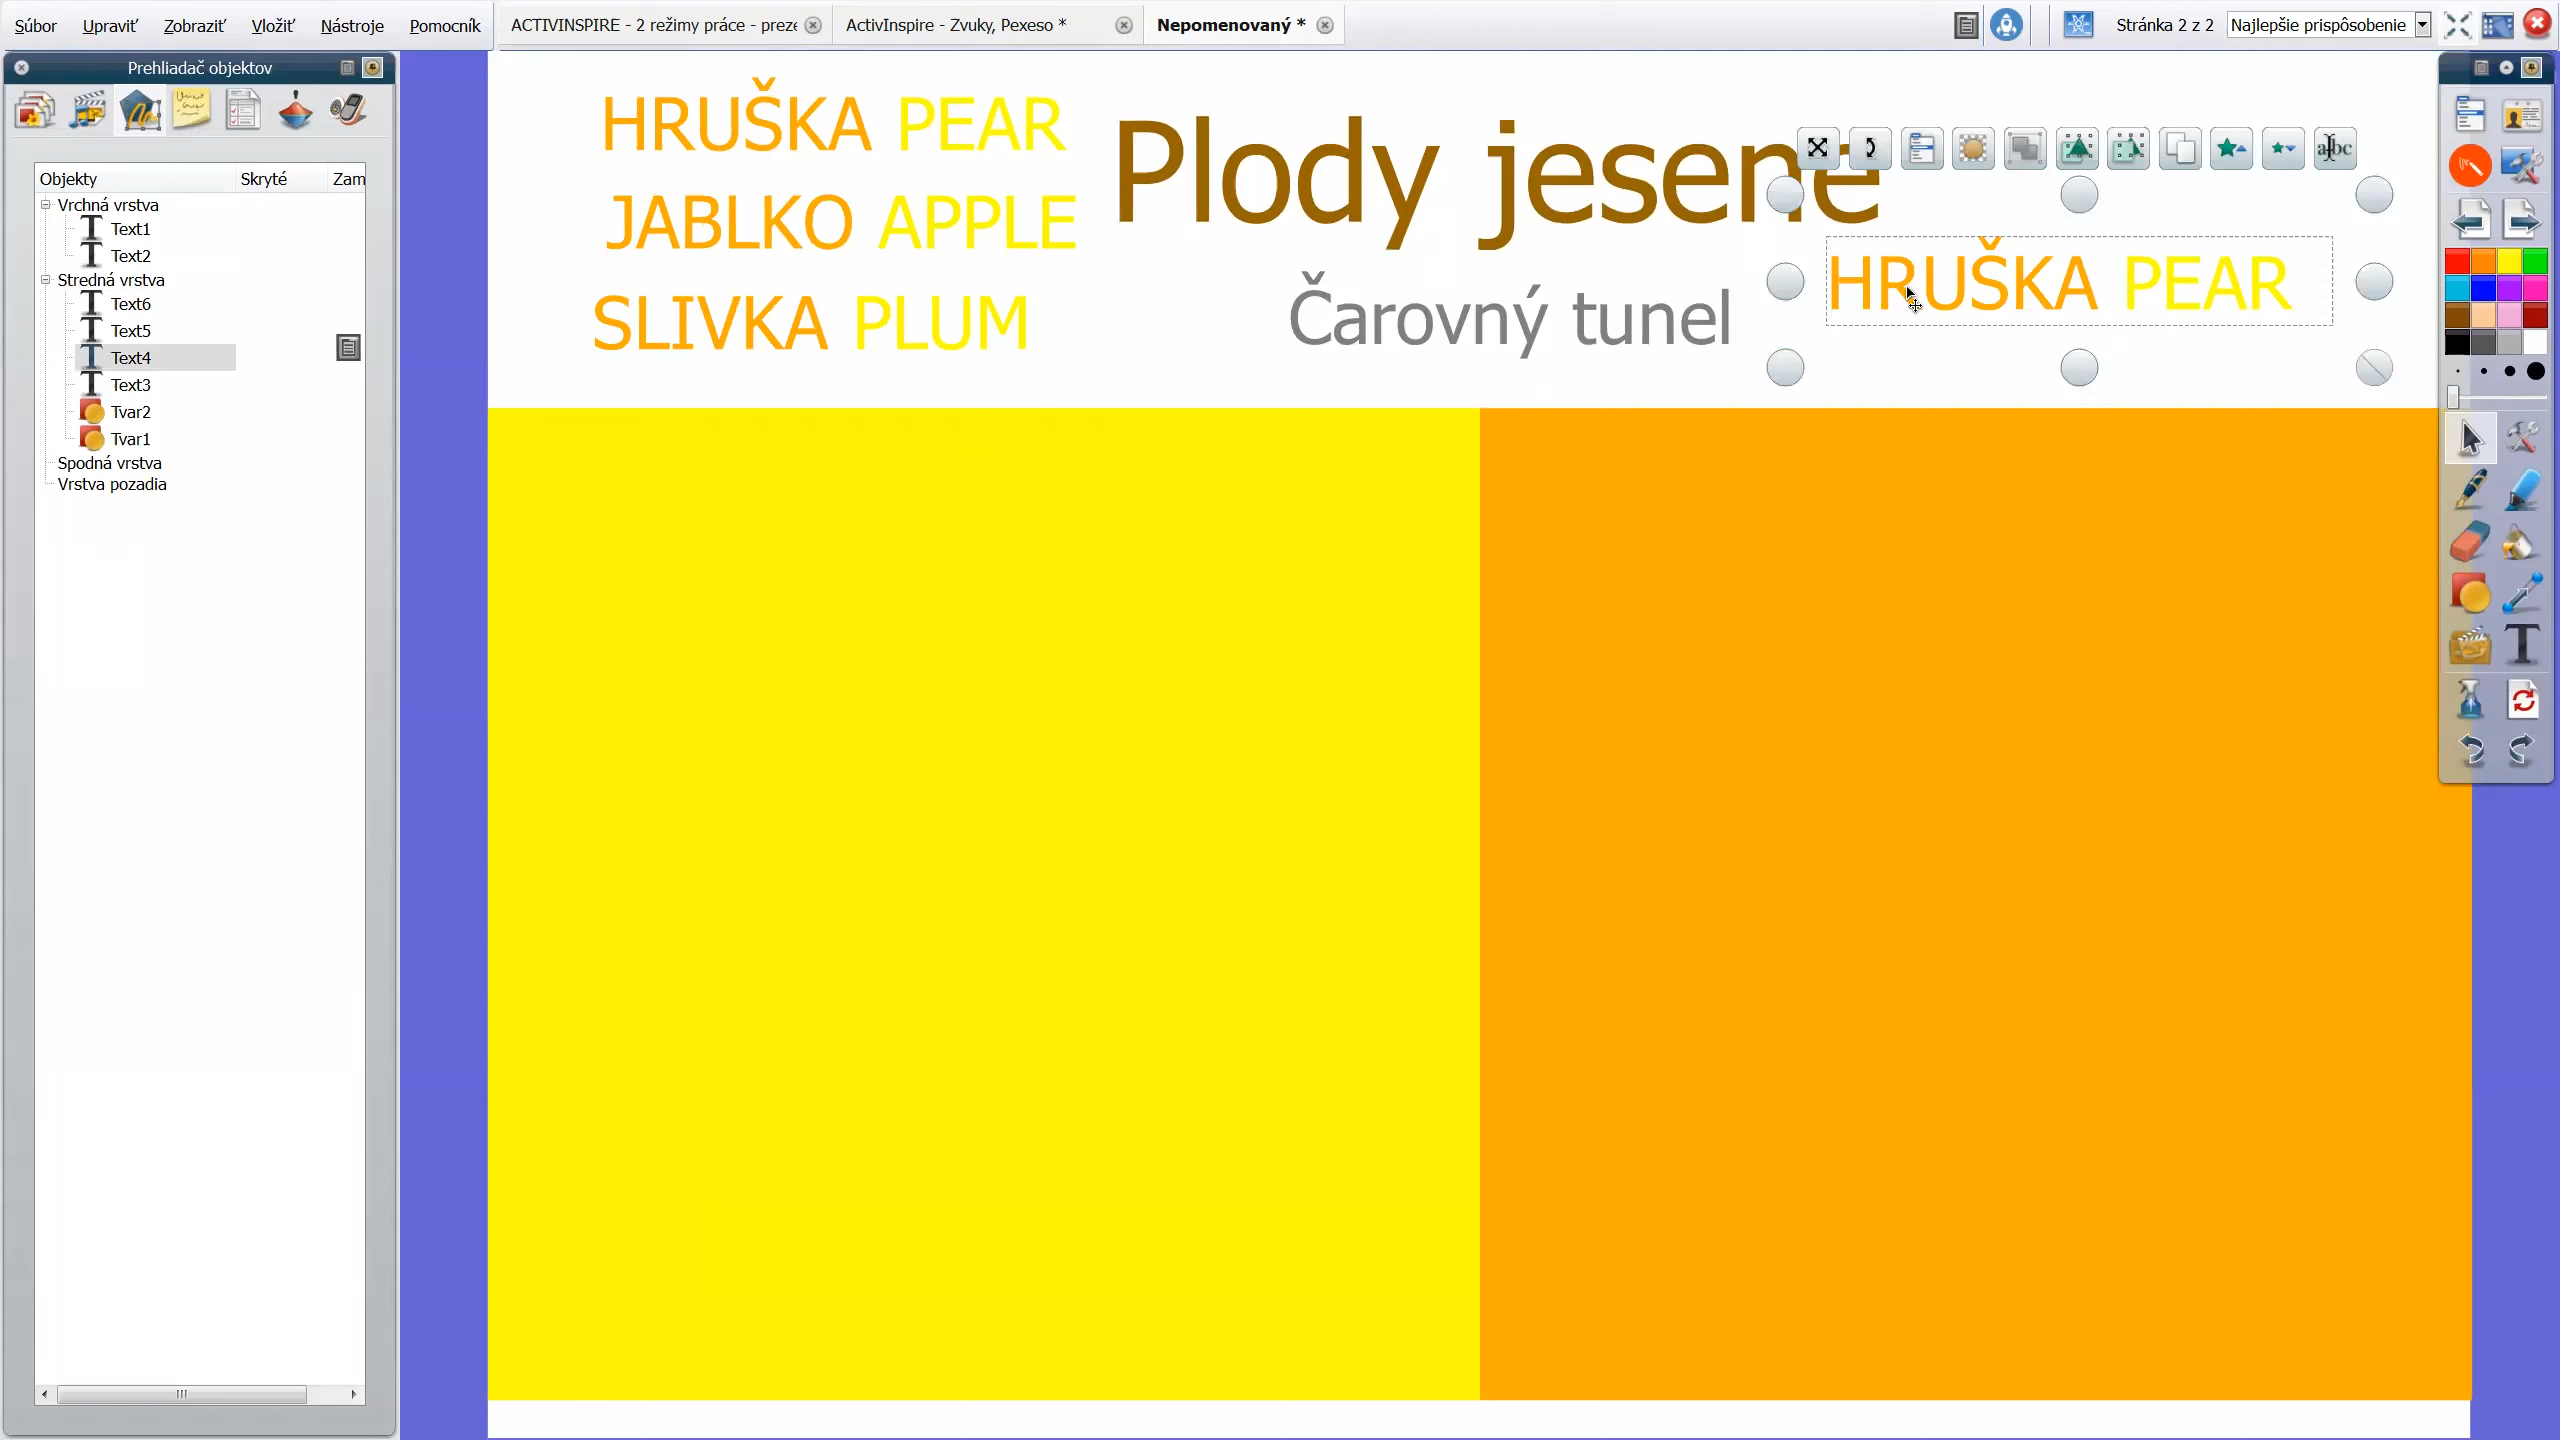 Súbor Upraviť Zobraziť Vložiť Nástroje Pomocník
ACTIVINSPIRE - 2 režimy práce - preze
ActivInspire - Zvuky, Pexeso *
Nepomenovaný *
Stránka 2 z 2
Najlepšie prispôsobenie
Prehliadač objektov
Objekty Skryté Zam
Vrchná vrstva
Text1
Text2
Stredná vrstva
Text6
Text5
Text4
Text3
Tvar2
Tvar1
Spodná vrstva
Vrstva pozadia
HRUŠKA PEAR
JABLKO APPLE
SLIVKA PLUM
Plody jesene
Čarovný tunel
HRUŠKA PEAR
abc
T